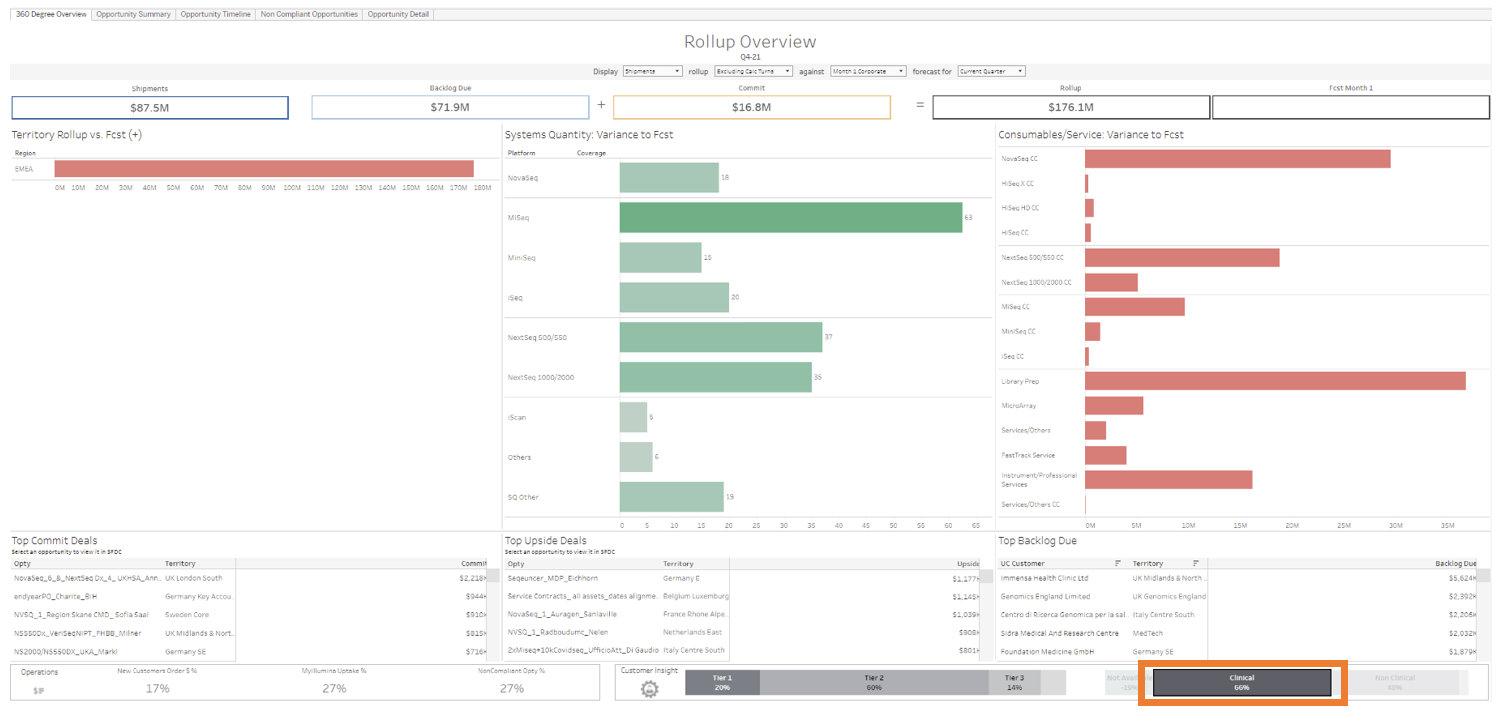 360 Degree Overview Opportunity Summary Opportunity Timeline Non Compliant Opportunities Opportunity Detail
Rollup Overview
Q4-21
Display Shipments rollup Excluding Calc Turns against Month 1 Corporate forecast for Current Quarter
Shipments Backlog Due Commit Rollup Fcst Month 1
$87.5M $71.9M + $16.8M = $176.1M
Territory Rollup vs. Fcst (+)
Region
EMEA
0M 10M 20M 30M 40M 50M 60M 70M 80M 90M 100M 110M 120M 130M 140M 150M 160M 170M 180M
Systems Quantity: Variance to Fcst
Platform Coverage
NovaSeq 18
MiSeq 63
MiniSeq 15
iSeq 20
NextSeq 500/550 37
NextSeq 1000/2000 35
iScan 5
Others 6
SQ Other 19
0 5 10 15 20 25 30 35 40 45 50 55 60 65
Consumables/Service: Variance to Fcst
NovaSeq CC
HiSeq X CC
HiSeq HD CC
HiSeq CC
NextSeq 500/550 CC
NextSeq 1000/2000 CC
MiSeq CC
MiniSeq CC
iSeq CC
Library Prep
MicroArray
Services/Others
FastTrack Service
Instrument/Professional
Services
Services/Others CC
0M 5M 10M 15M 20M 25M 30M 35M
Top Commit Deals
Select an opportunity to view it in SFDC
Opty Territory Commit
NovaSeq_6_&_NextSeq Dx_4_ UKHSA_Ann.. UK London South $2,218K
endyearPO_Charite_BIH Germany Key Accou.. $944K
NVSQ_1_Region Skane CMD_ Sofia Saal Sweden Core $910K
NS550Dx_VeriSeqNIPT_FHBB_Milner UK Midlands & Nort.. $815K
NS2000/NS550DX_UKA_Markl Germany SE $716K
Top Upside Deals
Select an opportunity to view it in SFDC
Opty Territory Upside
Seqeuncer_MDP_Eichhorn Germany E $1,177K
Service Contracts_ all assets_dates alignme.. Belgium Luxemburg $1,145K
NovaSeq_1_Auragen_Sanlaville France Rhone Alpe.. $1,039K
NVSQ_1_Radboudumc_Nelen Netherlands East $908K
2xMiseq+10kCovidseq_UfficioAtt_Di Gaudio Italy Centre South $801K
Top Backlog Due
UC Customer Territory Backlog Due
Immensa Health Clinic Ltd UK Midlands & North .. $5,624K
Genomics England Limited UK Genomics England $2,392K
Centro di Ricerca Genomica per la sal.. Italy Centre South $2,206K
Sidra Medical And Research Centre MedTech $2,032K
Foundation Medicine GmbH Germany SE $1,879K
Operations New Customers Order $ % MyIllumina Uptake % NonCompliant Opty %
17% 27% 27%
Customer Insight Tier 1 Tier 2 Tier 3 Not Avail Clinical Non Clinical
20% 60% 14% 66% 48%